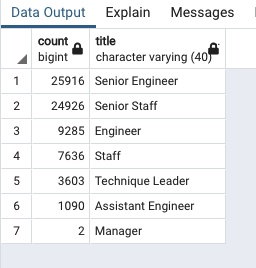 Data Output Explain Messages
count title
bigint character varying (40)
1 25916 Senior Engineer
2 24926 Senior Staff
3 9285 Engineer
4 7636 Staff
5 3603 Technique Leader
6 1090 Assistant Engineer
7 2 Manager